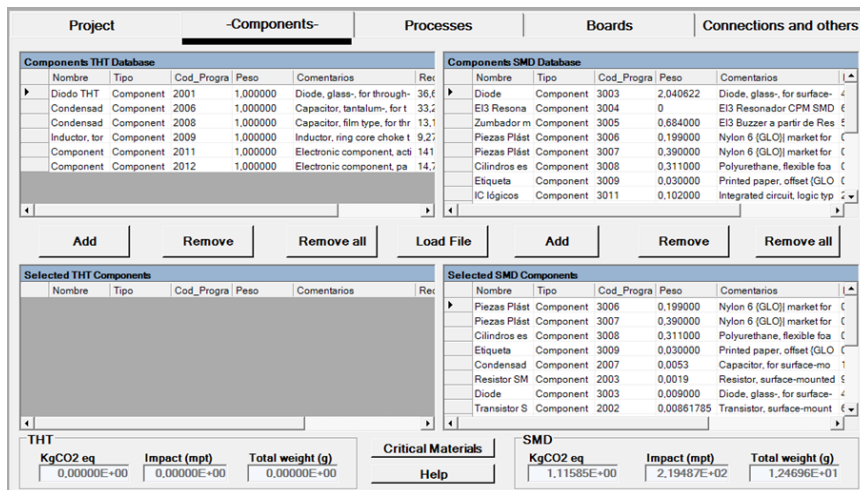 Project -Components- Processes Boards Connections and others
Components THT Database
Nombre Tipo Cod_Progra Peso Comentarios Rec
Diodo THT Component 2001 1,000000 Diode, glass-, for through- 36,6
Condensad Component 2006 1,000000 Capacitor, tantalum-, for t 33,2
Condensad Component 2008 1,000000 Capacitor, film type, for thr 13,1
Inductor, tor Component 2009 1,000000 Inductor, ring core choke t 9,27
Component Component 2011 1,000000 Electronic component, acti 141
Component Component 2012 1,000000 Electronic component, pa 14,7
Components SMD Database
Nombre Tipo Cod_Progra Peso Comentarios
Diode Component 3003 2,040622 Diode, glass-, for surface- 4
EI3 Resona Component 3004 0 EI3 Resonador CPM SMD 6
Zumbador m Component 3005 0,684000 EI3 Buzzer a partir de Res 5
Piezas Plást Component 3006 0,199000 Nylon 6 {GLO}| market for
Piezas Plást Component 3007 0,390000 Nylon 6 {GLO}| market for
Cilindros es Component 3008 0,311000 Polyurethane, flexible foa
Etiqueta Component 3009 0,030000 Printed paper, offset {GLO
IC lógicos Component 3011 0,102000 Integrated circuit, logic typ
Add Remove Remove all Load File Add Remove Remove all
Selected THT Components
Nombre Tipo Cod_Progra Peso Comentarios Rec
Selected SMD Components
Nombre Tipo Cod_Progra Peso Comentarios
Piezas Plást Component 3006 0,199000 Nylon 6 {GLO}| market for
Piezas Plást Component 3007 0,390000 Nylon 6 {GLO}| market for
Cilindros es Component 3008 0,311000 Polyurethane, flexible foa
Etiqueta Component 3009 0,030000 Printed paper, offset {GLO
Condensad Component 2007 0,0053 Capacitor, for surface-mo 1
Resistor SM Component 2003 0,0019 Resistor, surface-mounted 9
Diode Component 3003 0,009000 Diode, glass-, for surface- 4
Transistor S Component 2002 0,00861785 Transistor, surface-mount 6
THT
KgCO2 eq Impact (mpt) Total weight (g)
0,00000E+00 0,00000E+00 0,00000E+00
Critical Materials
Help
SMD
KgCO2 eq Impact (mpt) Total weight (g)
1,11585E+00 2,19487E+02 1,24696E+01